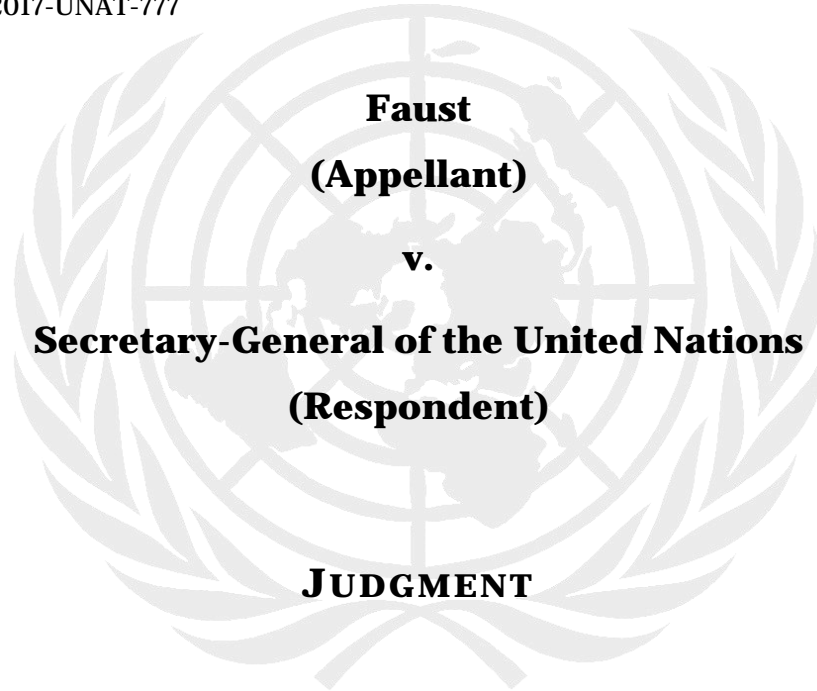 2017-UNAT-777
Faust
(Appellant)
v.
Secretary-General of the United Nations
(Respondent)
JUDGMENT